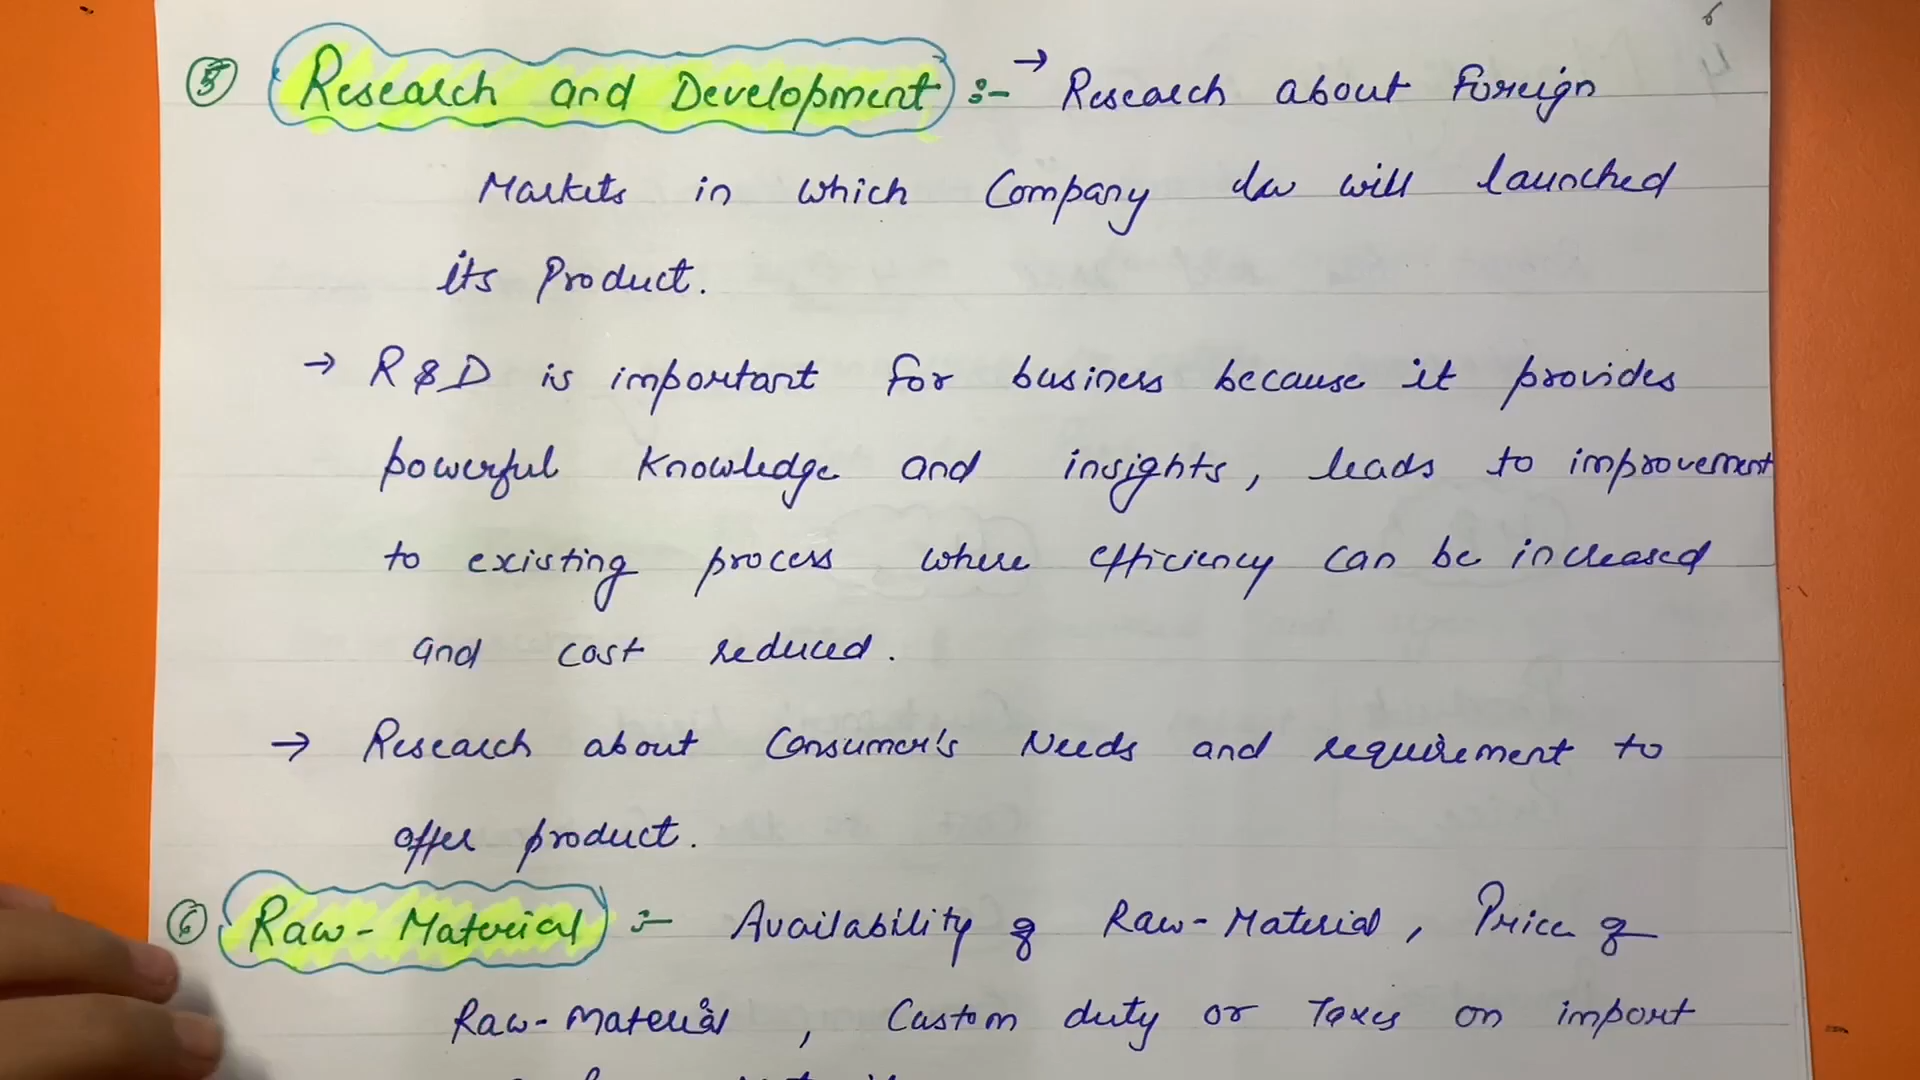 ⑤ Research and Development :- → Research about foreign
Markets in which Company will launched
its Product.
→ R&D is important for business because it provides
powerful knowledge and insights, leads to improvement
to existing process where efficiency can be increased
and cost reduced.
→ Research about Consumer's Needs and requirement to
offer product.
⑥ Raw-Material :- Availability of Raw-Material, Price of
Raw-Material, Custom duty or Taxes on import